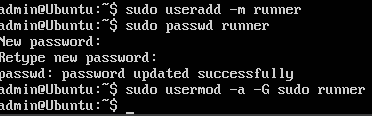 admin@Ubuntu:~$ sudo useradd -m runner
admin@Ubuntu:~$ sudo passwd runner
New password:
Retype new password:
passwd: password updated successfully
admin@Ubuntu:~$ sudo usermod -a -G sudo runner
admin@Ubuntu:~$ _